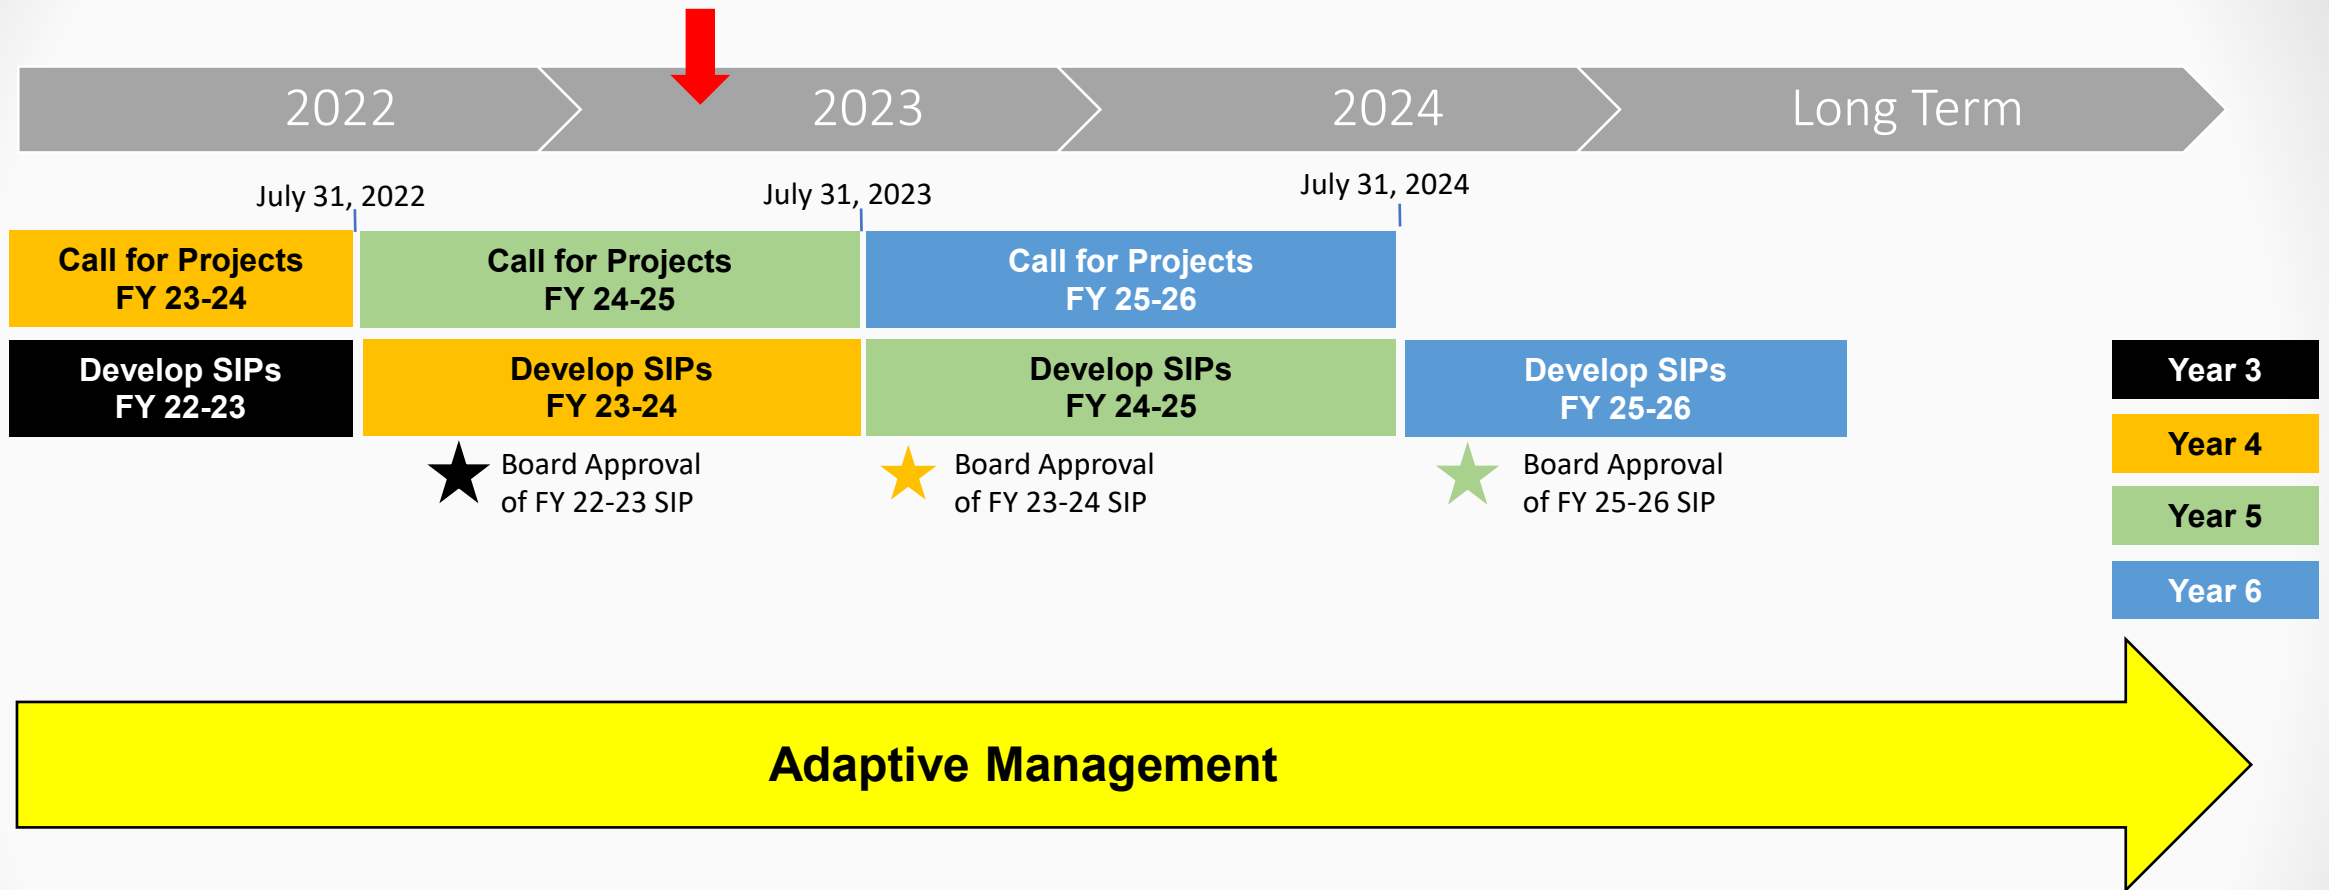 2022
2023
2024
Long Term
July 31, 2022
July 31, 2023
July 31, 2024
Call for Projects
FY 23-24
Call for Projects
FY 24-25
Call for Projects
FY 25-26
Develop SIPs
FY 22-23
Develop SIPs
FY 23-24
Develop SIPs
FY 24-25
Develop SIPs
FY 25-26
Board Approval
of FY 22-23 SIP
Board Approval
of FY 23-24 SIP
Board Approval
of FY 25-26 SIP
Year 3
Year 4
Year 5
Year 6
Adaptive Management